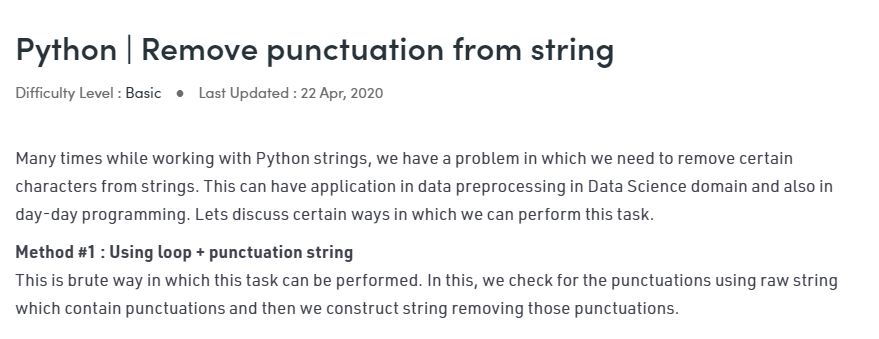 Python | Remove punctuation from string
Difficulty Level : Basic ● Last Updated : 22 Apr, 2020
Many times while working with Python strings, we have a problem in which we need to remove certain
characters from strings. This can have application in data preprocessing in Data Science domain and also in
day-day programming. Lets discuss certain ways in which we can perform this task.
Method #1 : Using loop + punctuation string
This is brute way in which this task can be performed. In this, we check for the punctuations using raw string
which contain punctuations and then we construct string removing those punctuations.